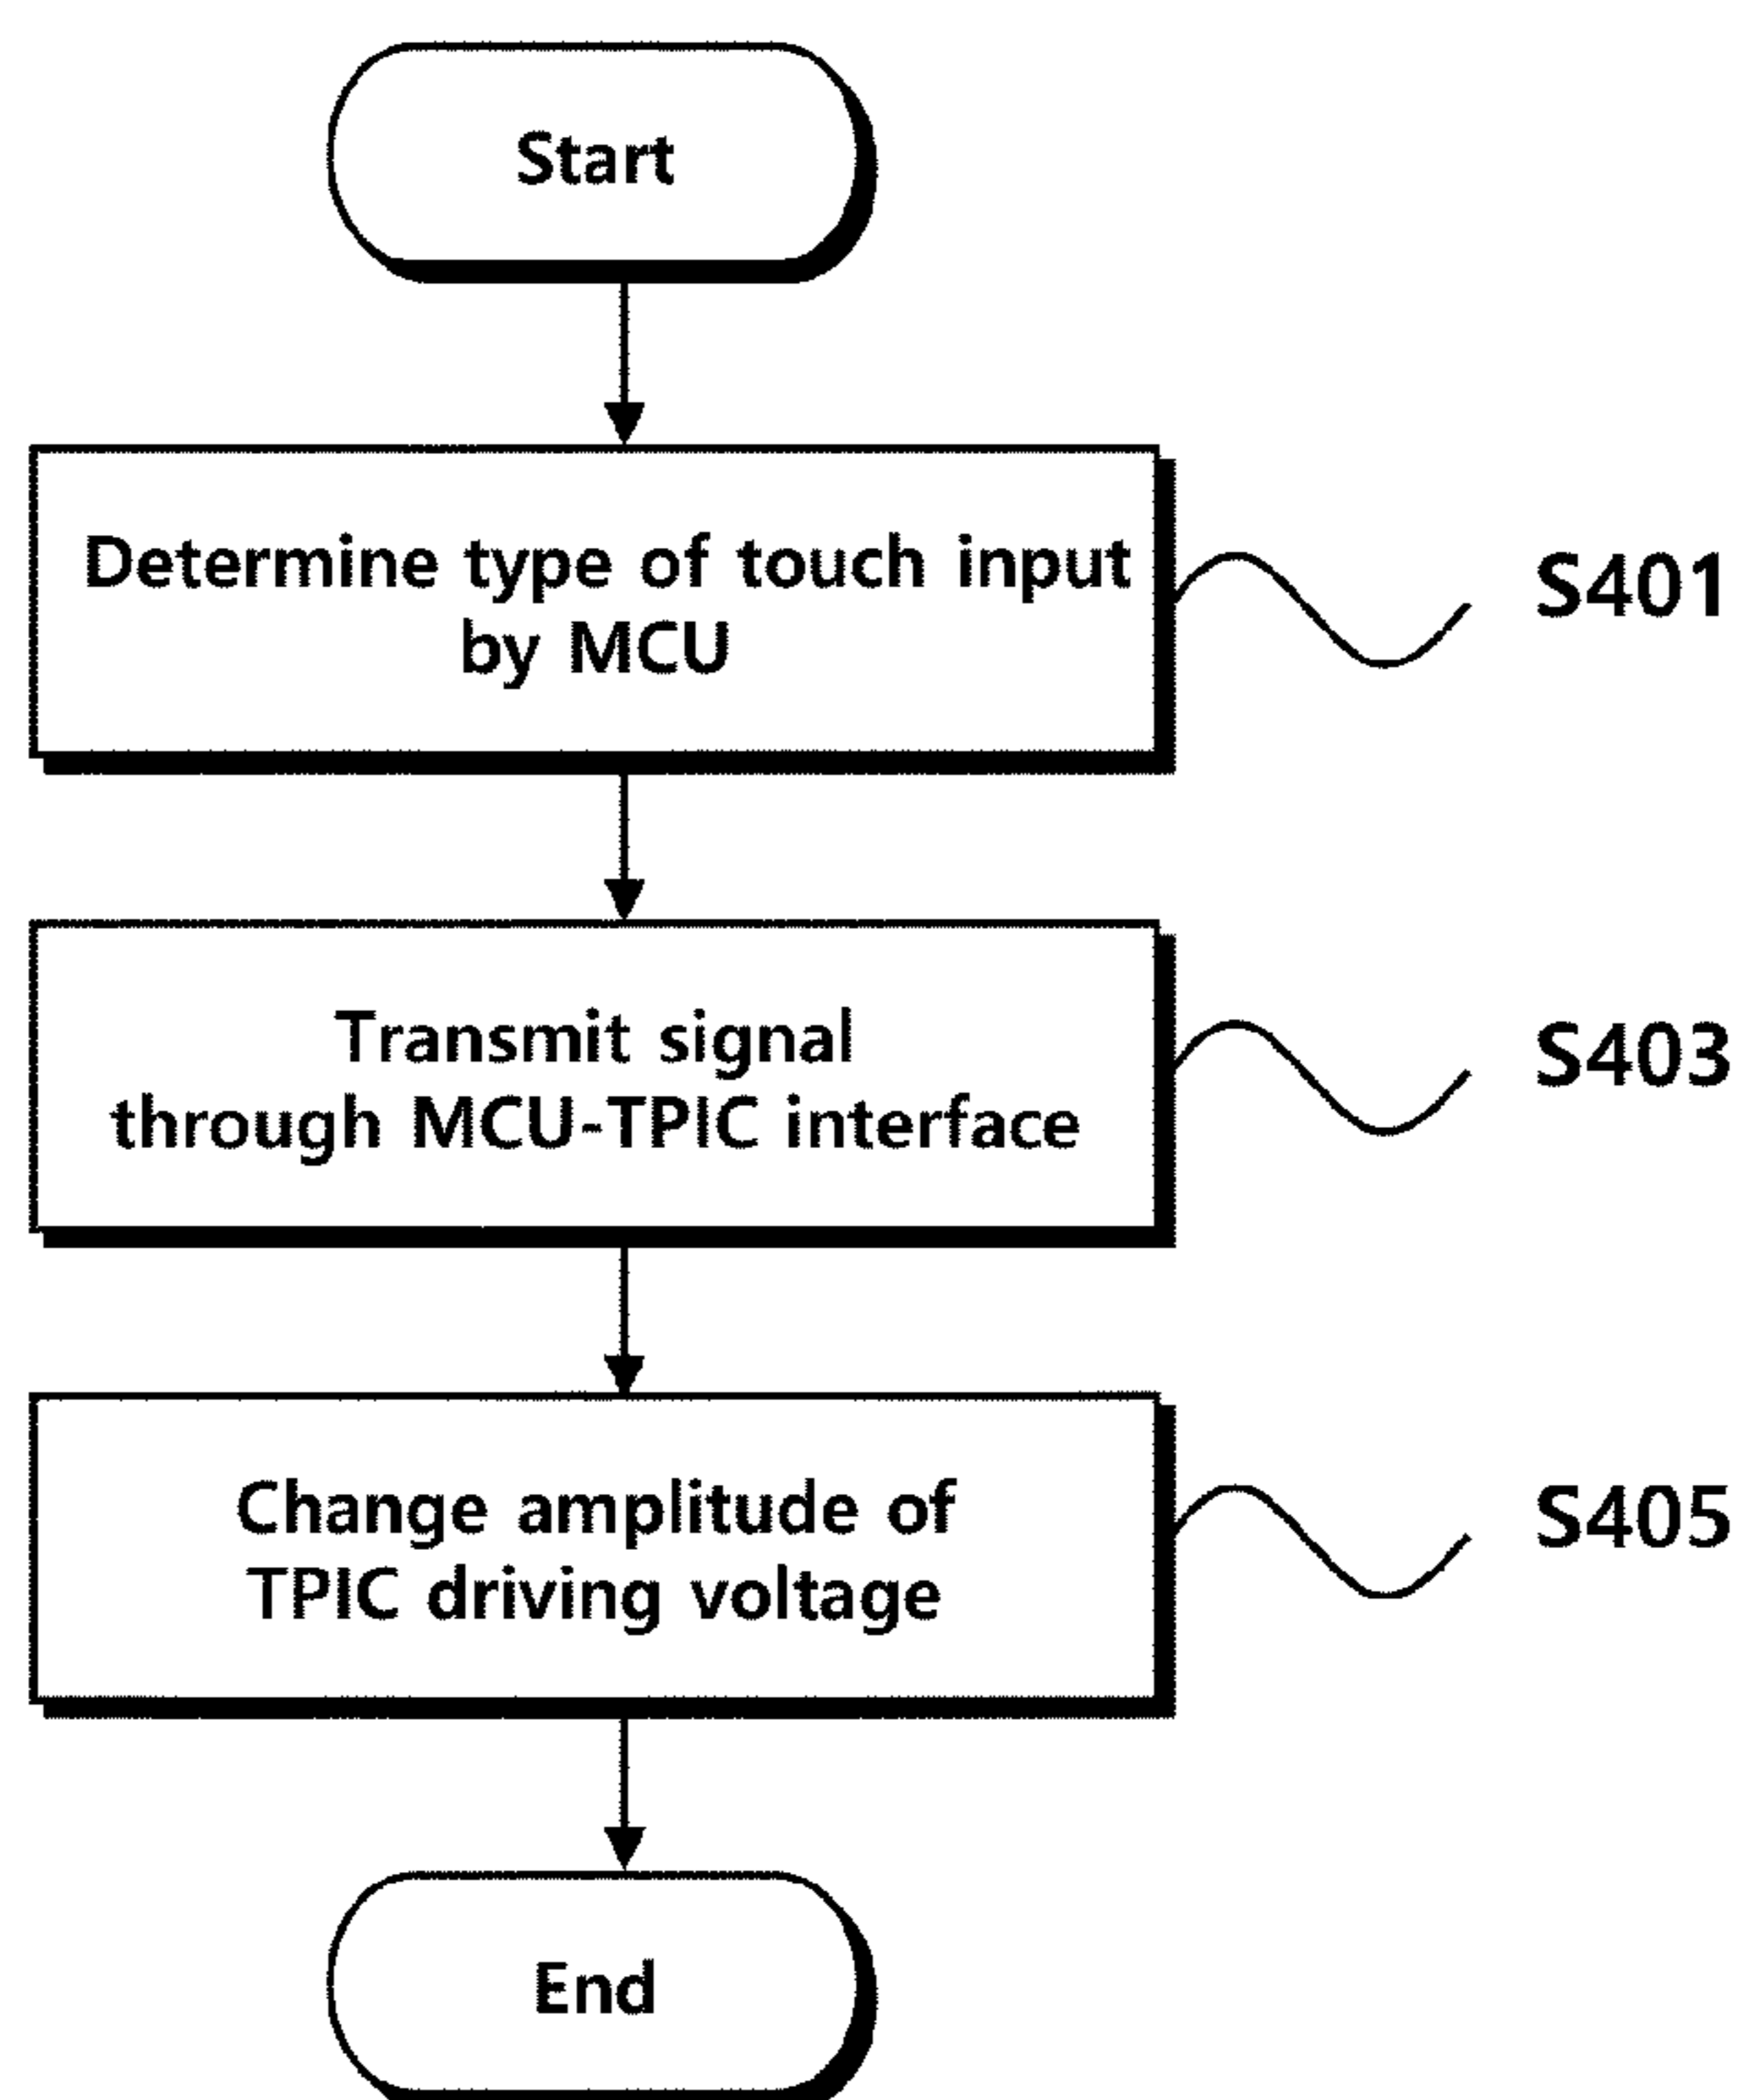 Start
Determine type of touch input
by MCU
S401
Transmit signal
through MCU-TPIC interface
S403
Change amplitude of
TPIC driving voltage
S405
End